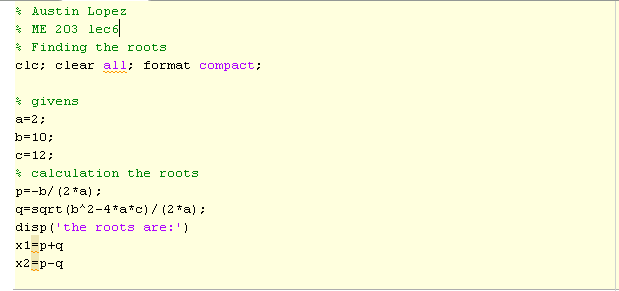 % Austin Lopez
% ME 203 lec6
% Finding the roots
clc; clear all; format compact;
% givens
a=2;
b=10;
c=12;
% calculation the roots
p=-b/(2*a);
q=sqrt(b^2-4*a*c)/(2*a);
disp('the roots are:')
x1=p+q
x2=p-q